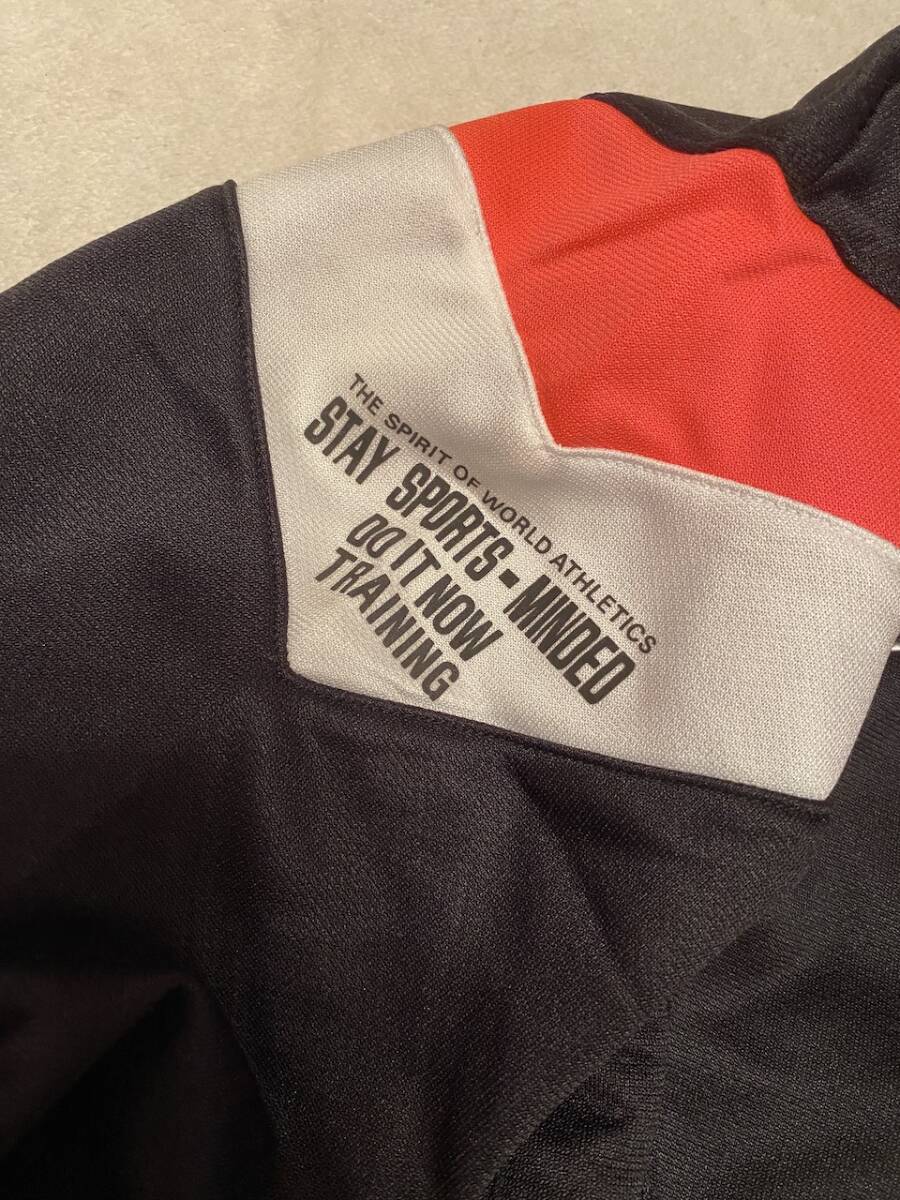 THE SPIRIT OF WORLD ATHLETICS
STAY SPORTS-MINDED
DO IT NOW
TRAINING